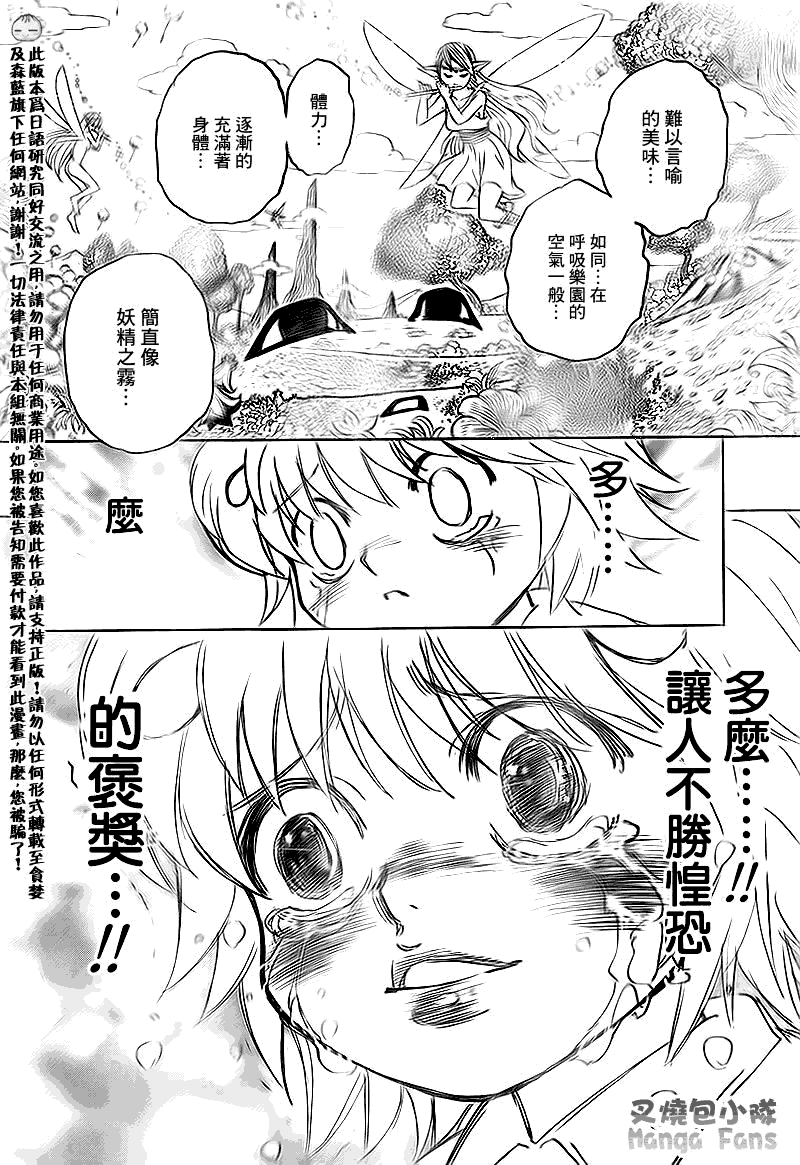 難以言喻
的美味…
如同…在
呼吸樂園的
空氣一般…
體力…
逐漸的
充滿著
身體…
簡直像
妖精之霧…
多……
麼
多麼……!!
讓人不勝惶恐
的褒獎…!!
此版本爲日語研究同好交流之用,請勿用于任何商業用途。如您喜歡此作品,請支持正版!請勿以任何形式轉載至貪婪
及森藍旗下任何網站,謝謝!一切法律責任與本組無關。如果您被告知需要付款才能看到此漫畫,那麼,您被騙了!
叉燒包小隊
Manga Fans